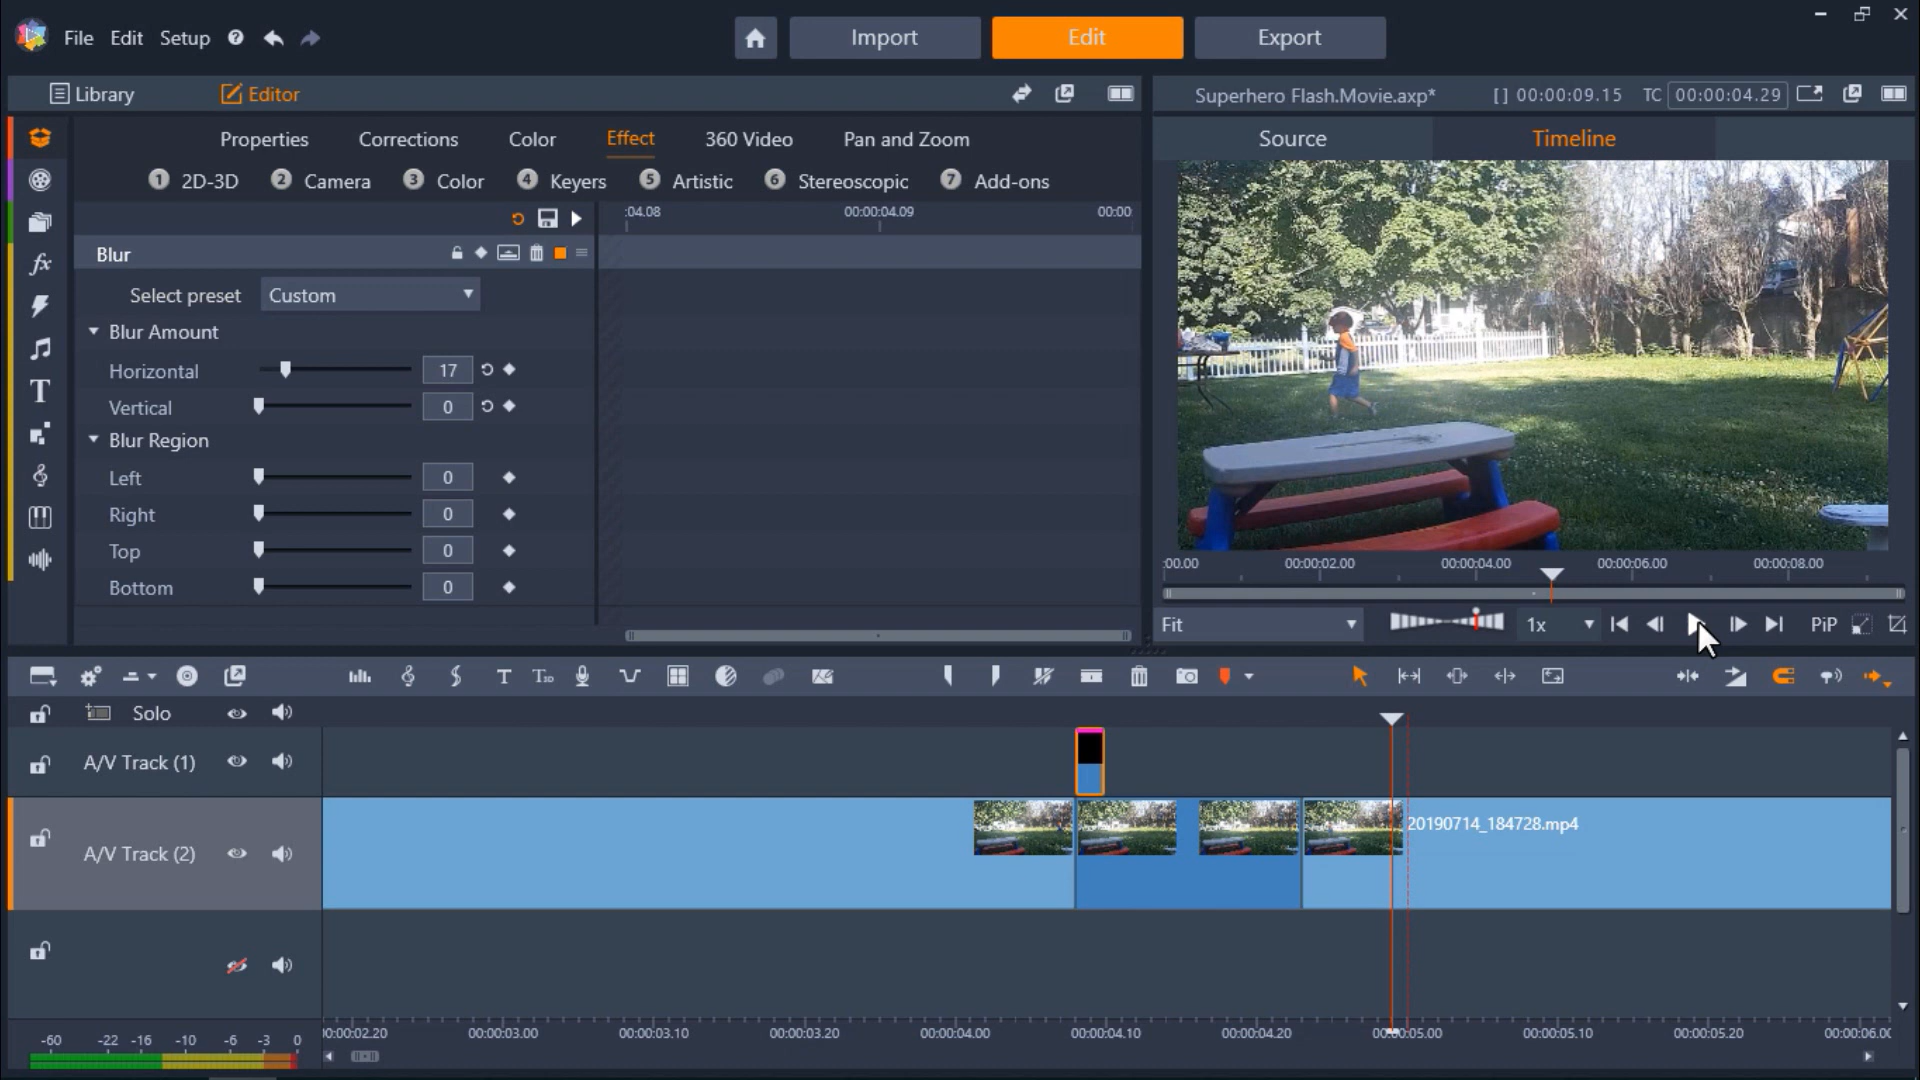 File Edit Setup ?
Import Edit Export
Library Editor
Superhero Flash.Movie.axp* [] 00:00:09.15 TC 00:00:04.29
Properties Corrections Color Effect 360 Video Pan and Zoom
Source Timeline
1 2D-3D 2 Camera 3 Color 4 Keyers 5 Artistic 6 Stereoscopic 7 Add-ons
:04.08 00:00:04.09 00:00
Blur
Select preset Custom
Blur Amount
Horizontal 17
Vertical 0
Blur Region
Left 0
Right 0
Top 0
Bottom 0
:00.00 00:00:02.00 00:00:04.00 00:00:06.00 00:00:08.00
Fit 1x PiP
T T3D
Solo
A/V Track (1)
A/V Track (2)
20190714_184728.mp4
00:00:02.20 00:00:03.00 00:00:03.10 00:00:03.20 00:00:04.00 00:00:04.10 00:00:04.20 00:00:05.00 00:00:05.10 00:00:05.20 00:00:06.00
-60 -22 -16 -10 -6 -3 0